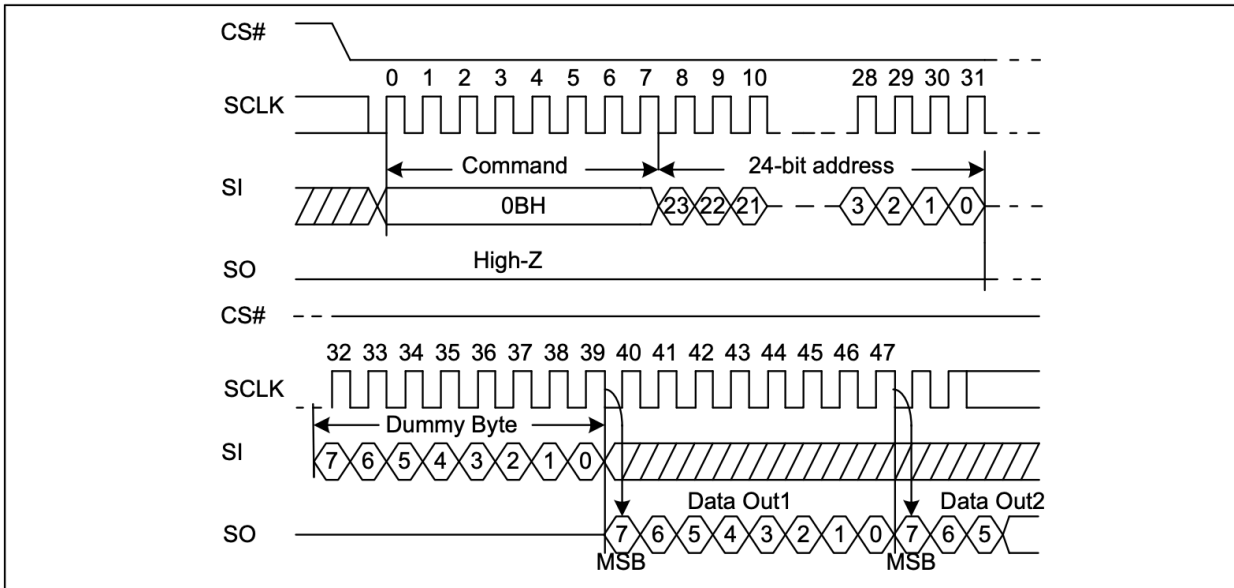 CS#
0 1 2 3 4 5 6 7 8 9 10 28 29 30 31
SCLK
Command 24-bit address
SI
0BH 23 22 21 3 2 1 0
High-Z
SO
CS#
32 33 34 35 36 37 38 39 40 41 42 43 44 45 46 47
SCLK
Dummy Byte
SI
7 6 5 4 3 2 1 0
Data Out1 Data Out2
SO
7 6 5 4 3 2 1 0 7 6 5
MSB MSB